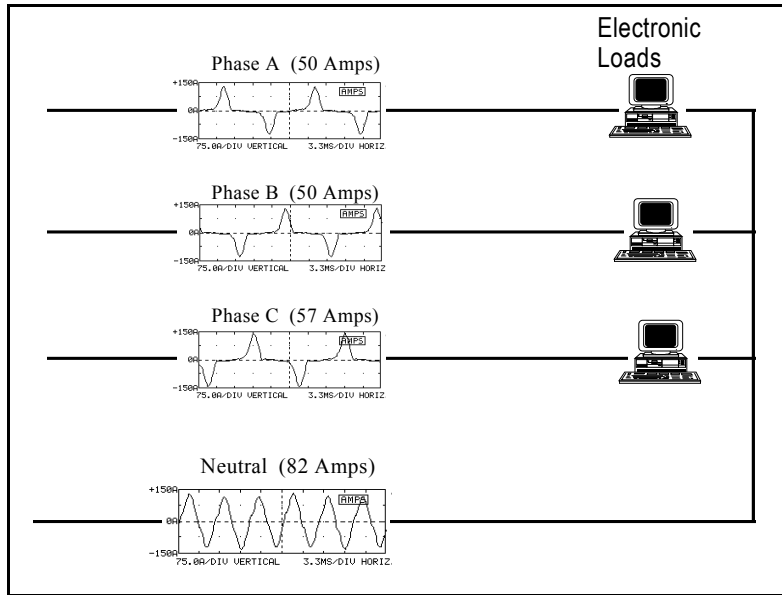 Electronic
Loads
Phase A (50 Amps)
+150A
AMPS
0A
-150A
75.0A/DIV VERTICAL 3.3MS/DIV HORIZ
Phase B (50 Amps)
+150A
AMPS
0A
-150A
75.0A/DIV VERTICAL 3.3MS/DIV HORIZ
Phase C (57 Amps)
+150A
AMPS
0A
-150A
75.0A/DIV VERTICAL 3.3MS/DIV HORIZ
Neutral (82 Amps)
+150A
AMPS
0A
-150A
75.0A/DIV VERTICAL 3.3MS/DIV HORIZ